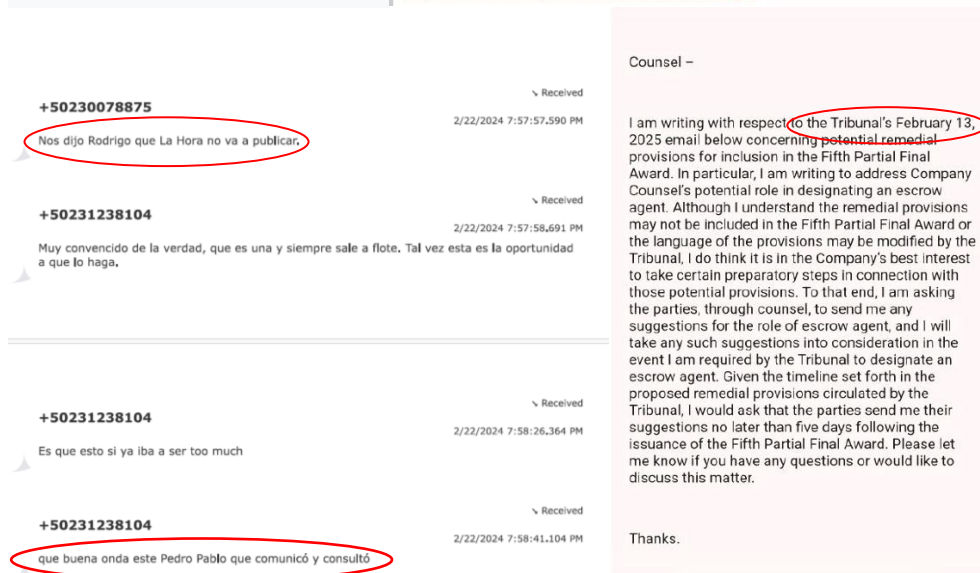 ↘ Received
+50230078875
2/22/2024 7:57:57.590 PM
Nos dijo Rodrigo que La Hora no va a publicar.
↘ Received
+50231238104
2/22/2024 7:57:58.691 PM
Muy convencido de la verdad, que es una y siempre sale a flote. Tal vez esta es la oportunidad
a que lo haga.
↘ Received
+50231238104
2/22/2024 7:58:26.364 PM
Es que esto si ya iba a ser too much
↘ Received
+50231238104
2/22/2024 7:58:41.104 PM
que buena onda este Pedro Pablo que comunicó y consultó
Counsel –
I am writing with respect to the Tribunal's February 13,
2025 email below concerning potential remedial
provisions for inclusion in the Fifth Partial Final
Award. In particular, I am writing to address Company
Counsel's potential role in designating an escrow
agent. Although I understand the remedial provisions
may not be included in the Fifth Partial Final Award or
the language of the provisions may be modified by the
Tribunal, I do think it is in the Company's best interest
to take certain preparatory steps in connection with
those potential provisions. To that end, I am asking
the parties, through counsel, to send me any
suggestions for the role of escrow agent, and I will
take any such suggestions into consideration in the
event I am required by the Tribunal to designate an
escrow agent. Given the timeline set forth in the
proposed remedial provisions circulated by the
Tribunal, I would ask that the parties send me their
suggestions no later than five days following the
issuance of the Fifth Partial Final Award. Please let
me know if you have any questions or would like to
discuss this matter.
Thanks.